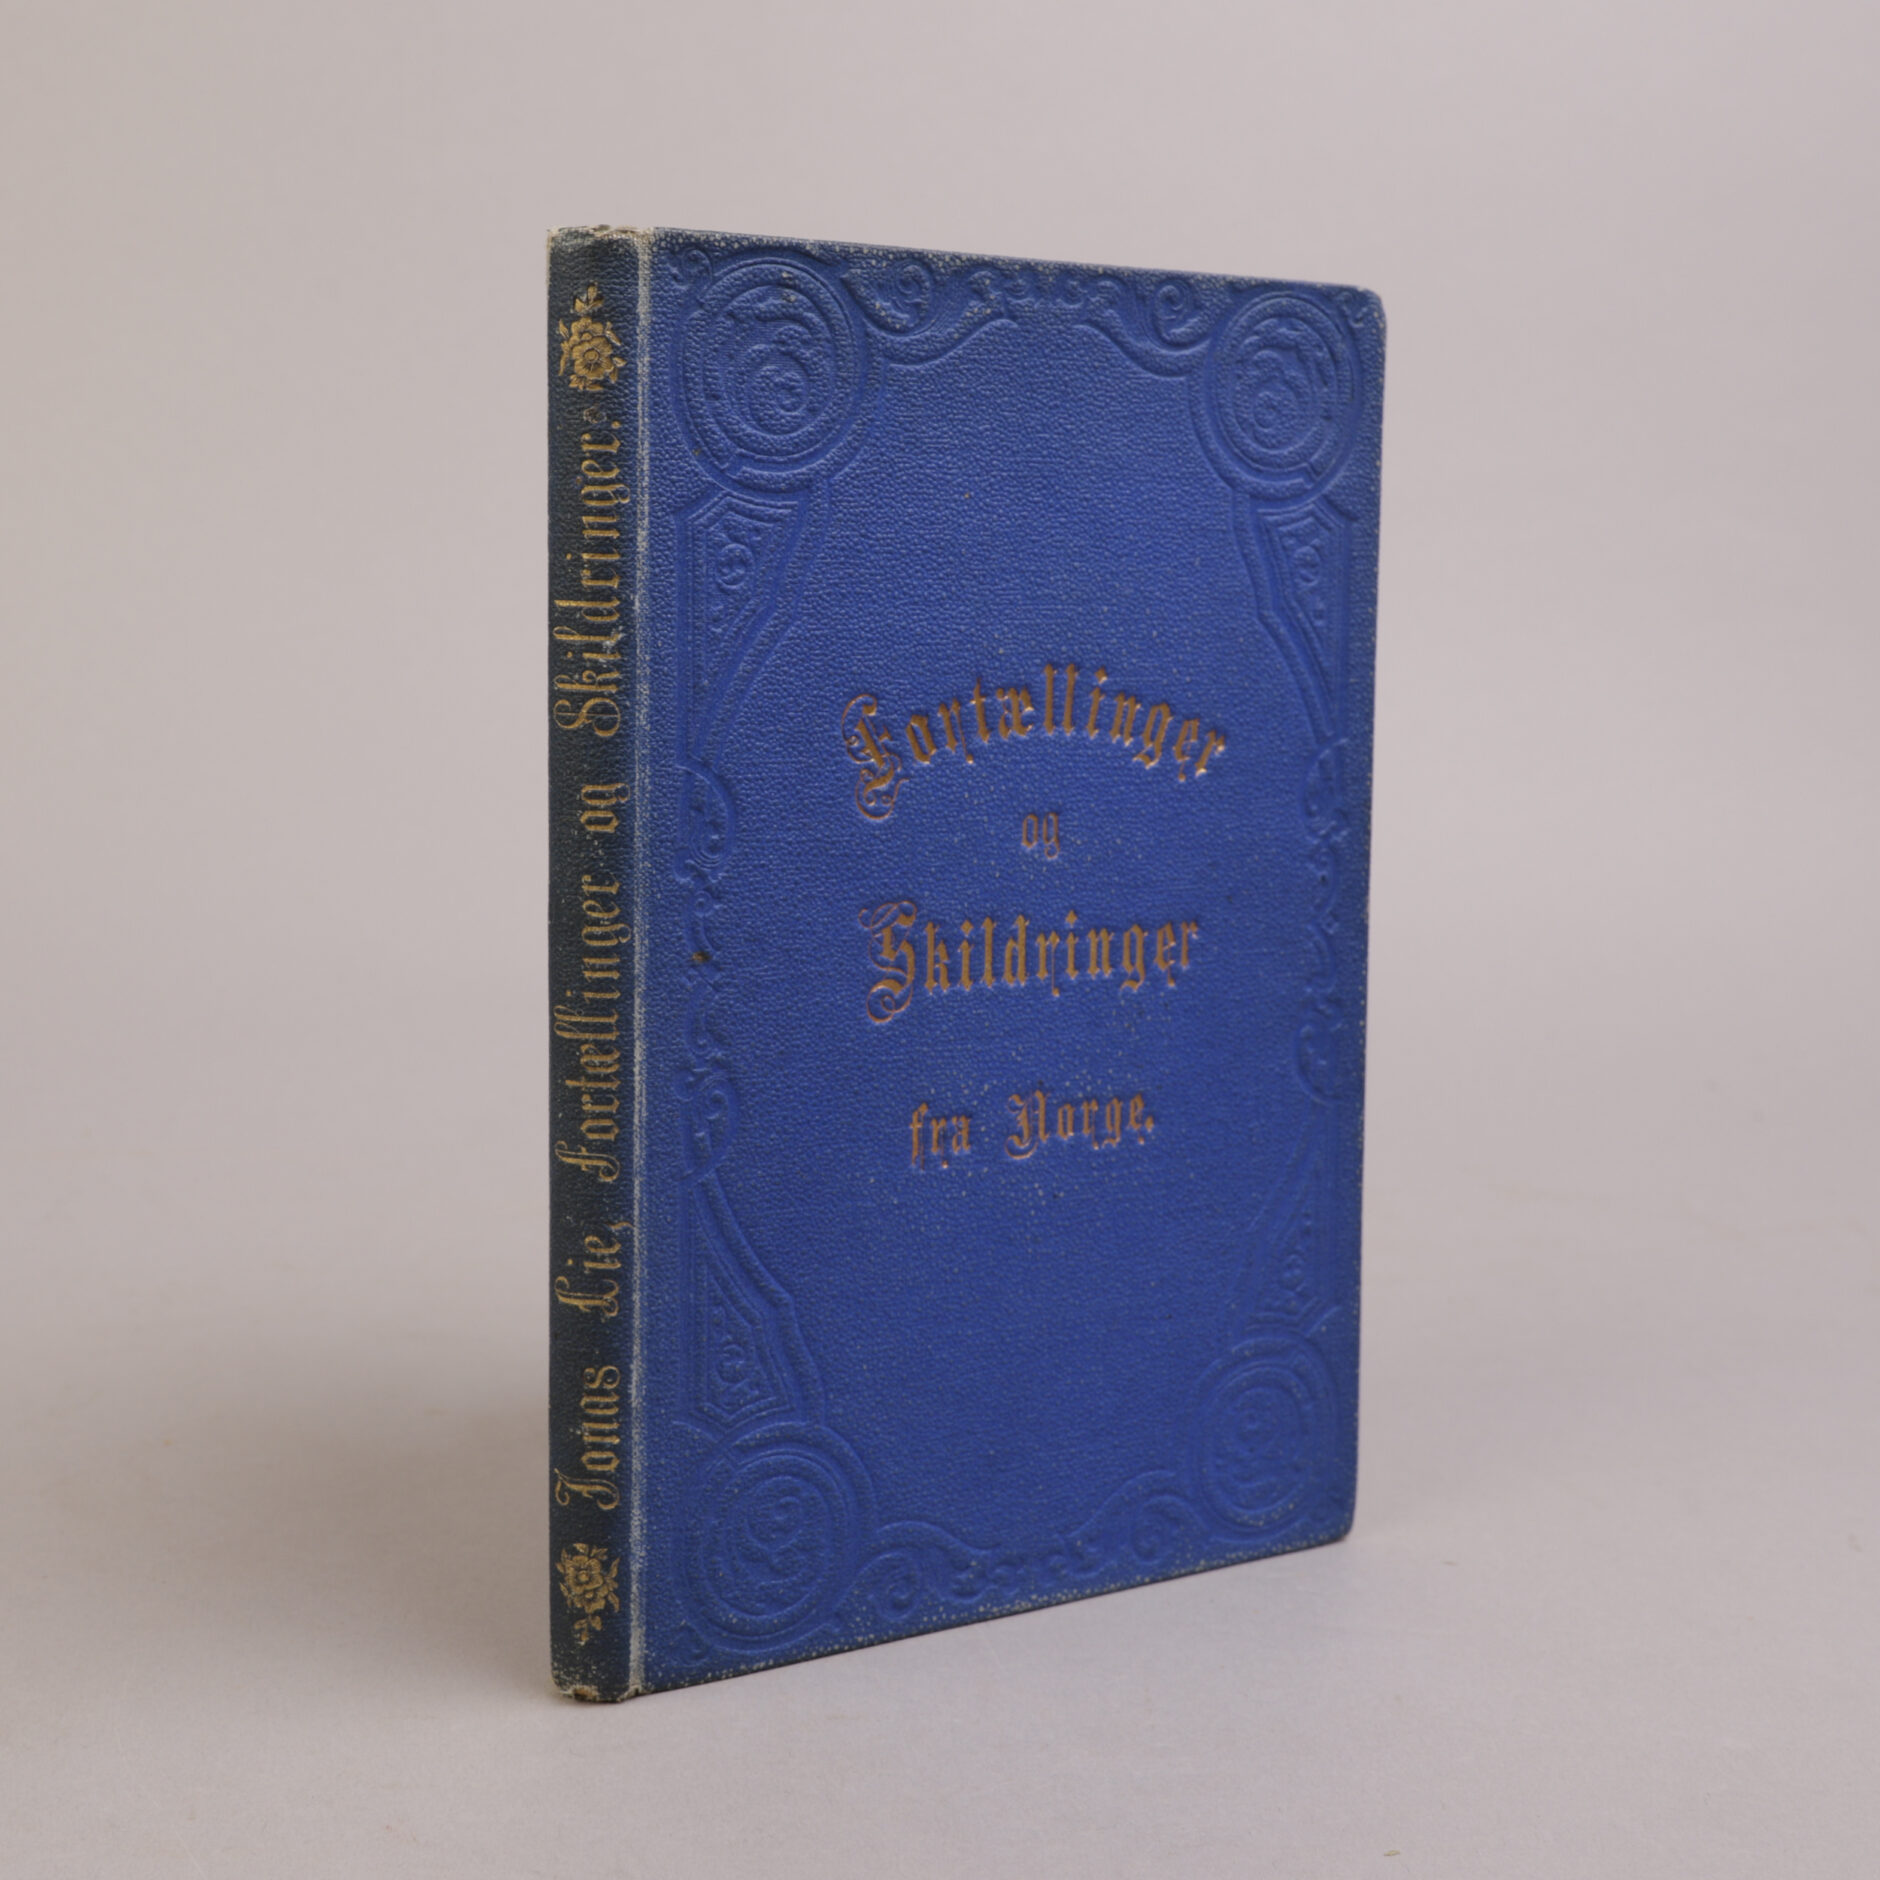 Jonas Lie, Fortællinger og Skildringer.
Fortællinger
og
Skildringer
fra Norge.